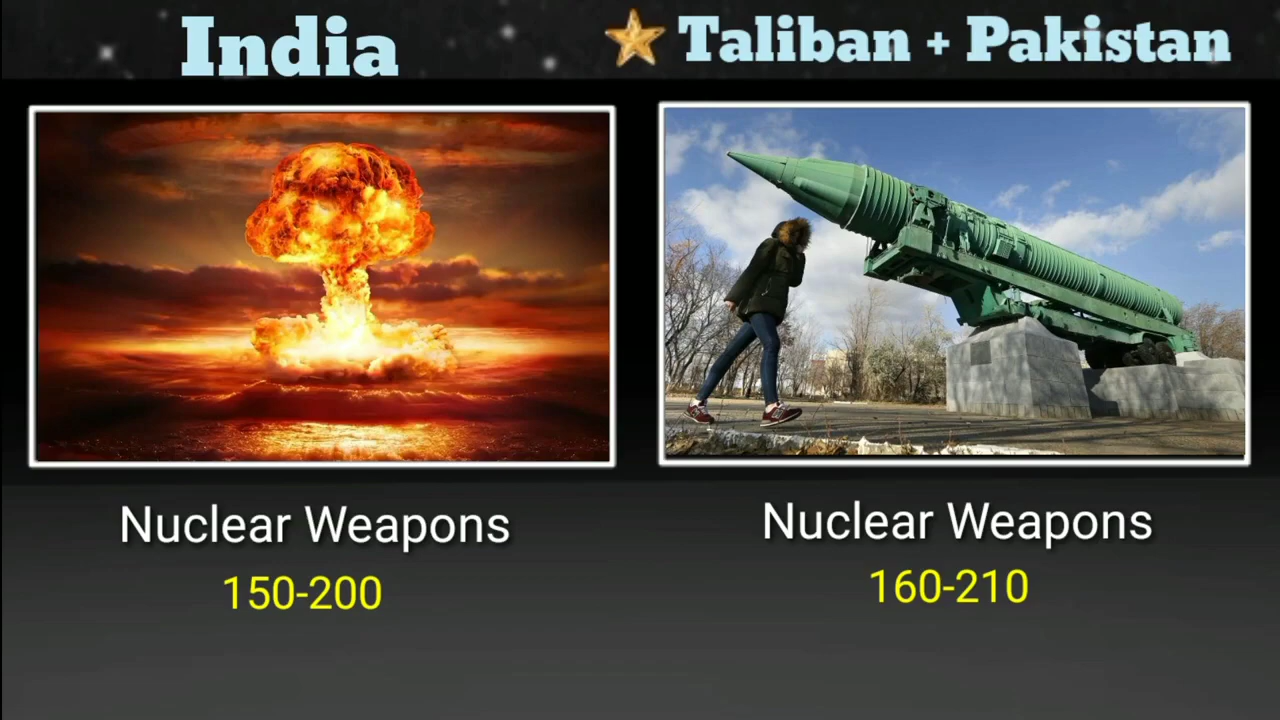 India
Taliban + Pakistan
Nuclear Weapons
150-200
Nuclear Weapons
160-210